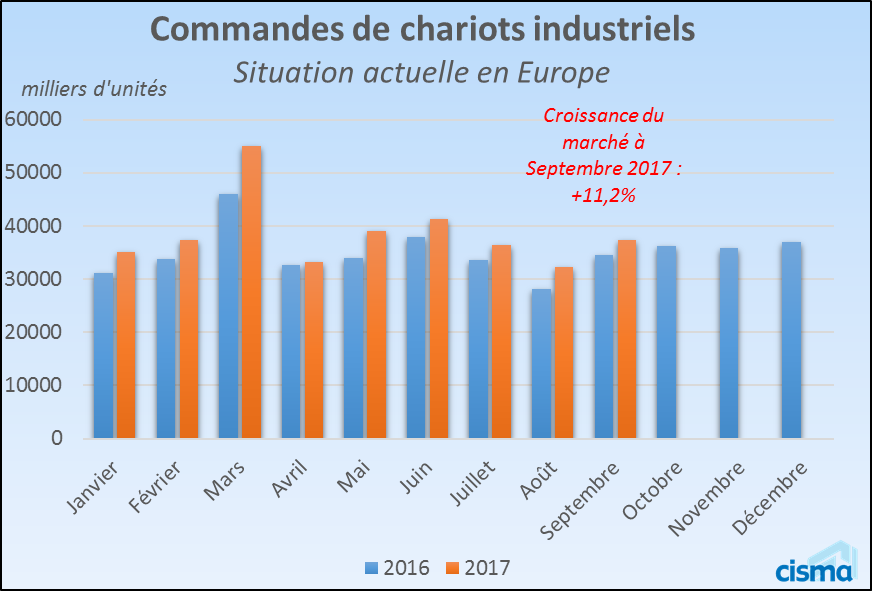 Commandes de chariots industriels
Situation actuelle en Europe
milliers d'unités
Croissance du
marché à
Septembre 2017 :
+11,2%
60000
50000
40000
30000
20000
10000
0
Janvier
Février
Mars
Avril
Mai
Juin
Juillet
Août
Septembre
Octobre
Novembre
Décembre
2016
2017
cisma